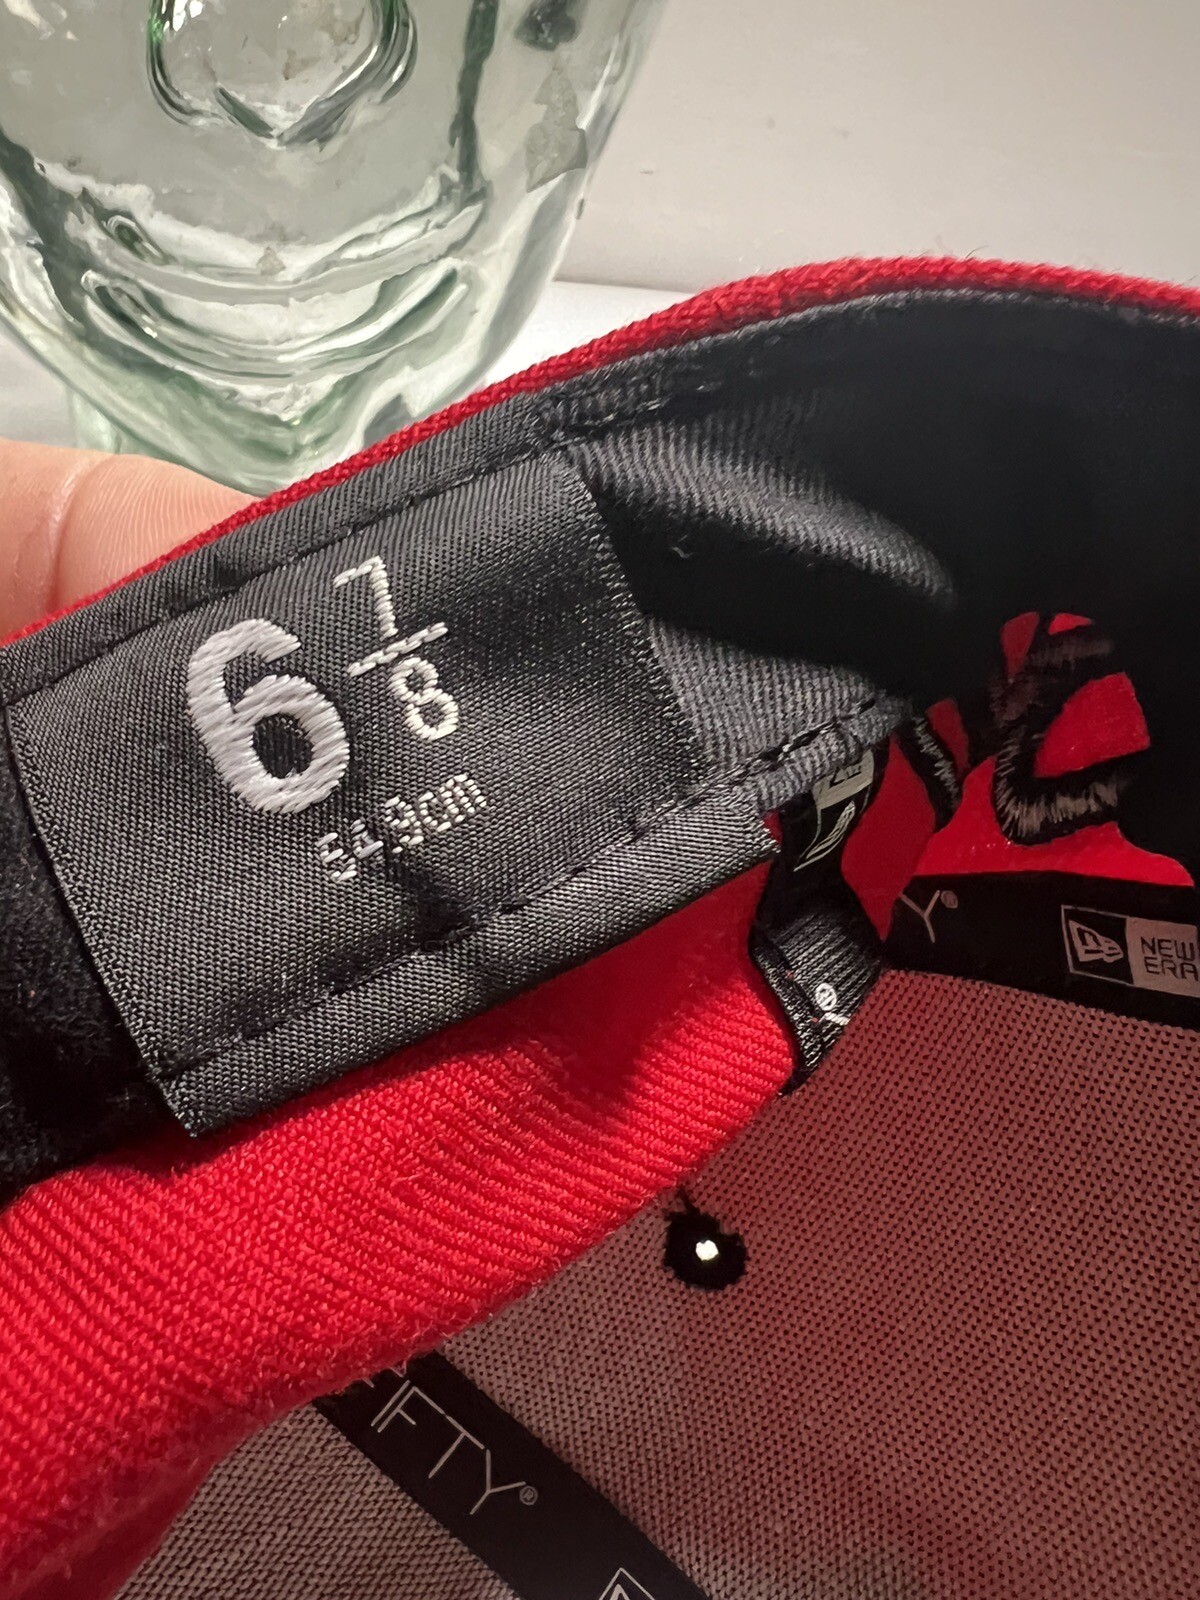 6 7/8
54.9cm
Y®
NEW
ERA
IFTY®